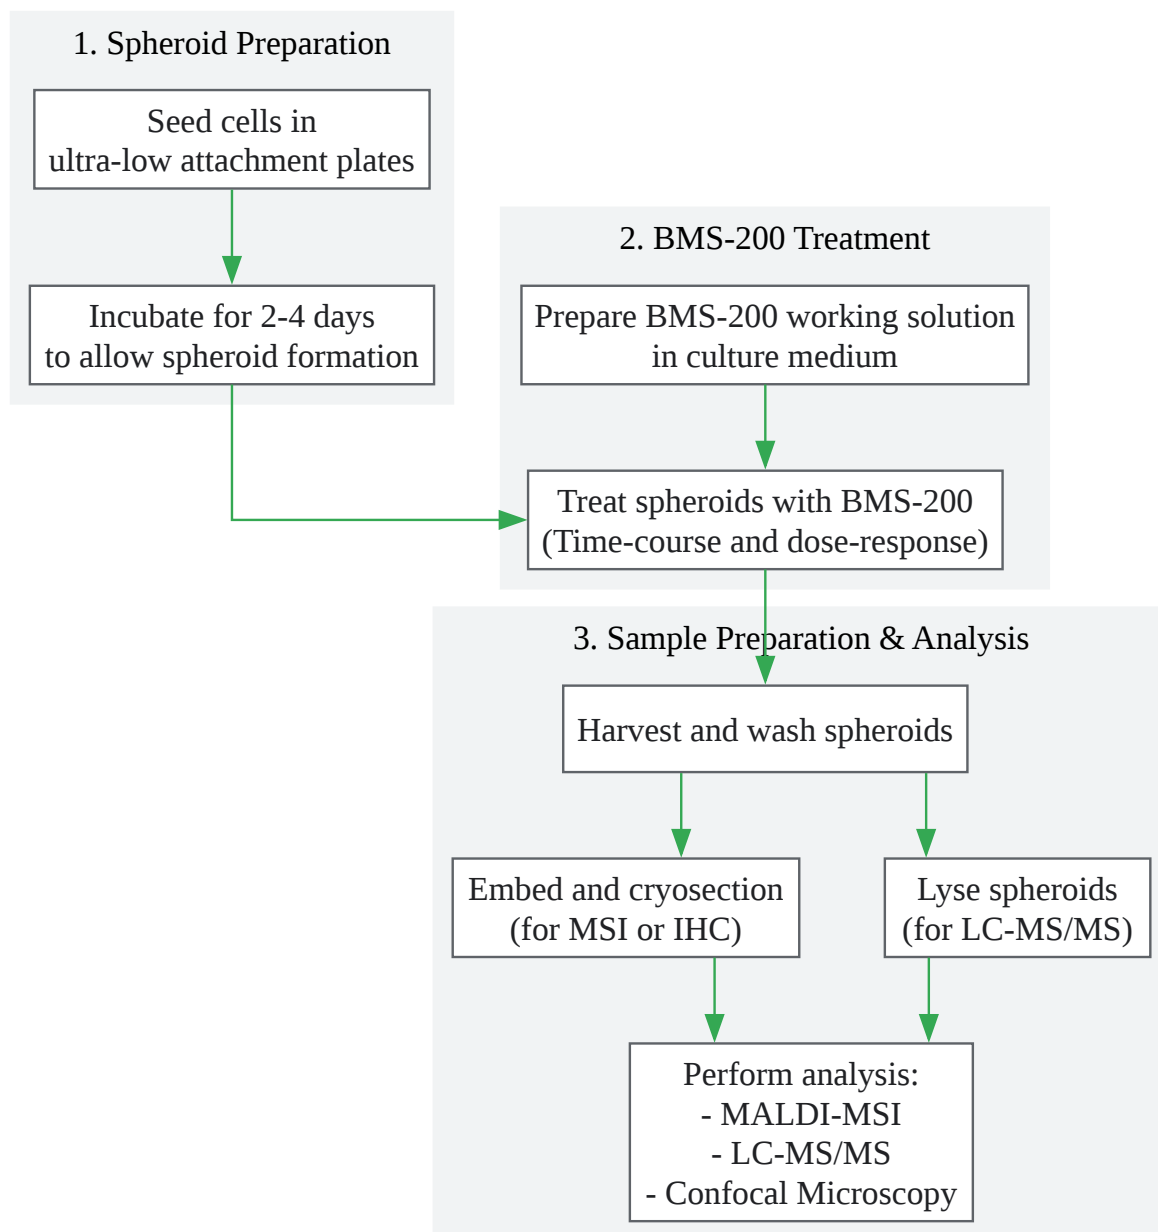 1. Spheroid Preparation
Seed cells in
ultra-low attachment plates
Incubate for 2-4 days
to allow spheroid formation
2. BMS-200 Treatment
Prepare BMS-200 working solution
in culture medium
Treat spheroids with BMS-200
(Time-course and dose-response)
3. Sample Preparation & Analysis
Harvest and wash spheroids
Embed and cryosection
(for MSI or IHC)
Lyse spheroids
(for LC-MS/MS)
Perform analysis:
- MALDI-MSI
- LC-MS/MS
- Confocal Microscopy